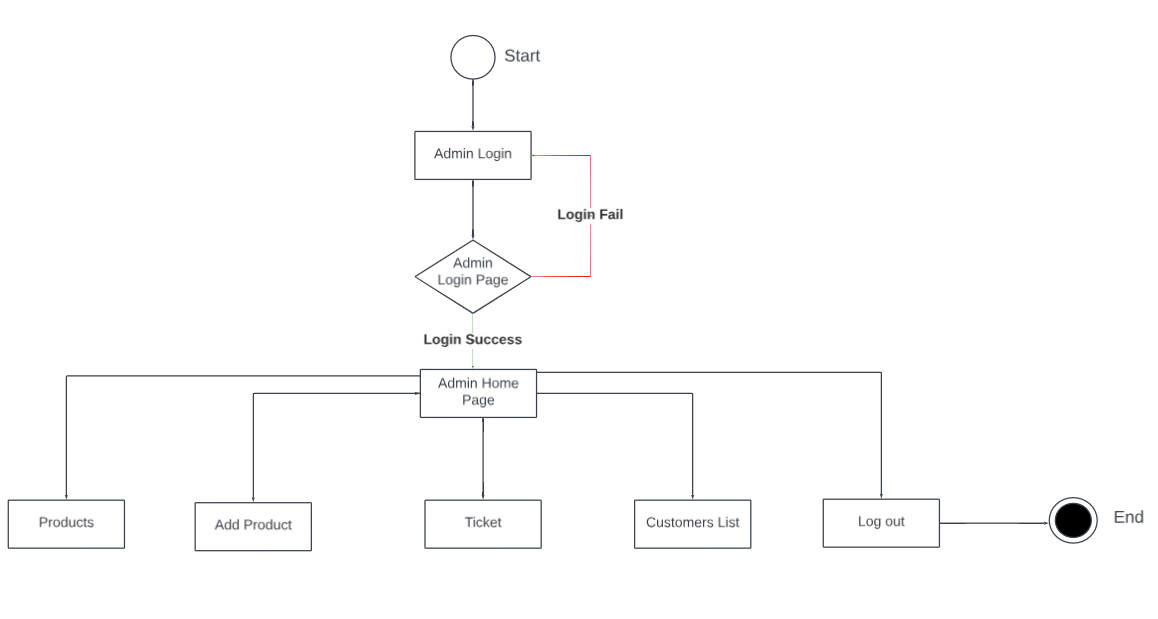 Start
Admin Login
Login Fail
Admin
Login Page
Login Success
Admin Home
Page
Products
Add Product
Ticket
Customers List
Log out
End